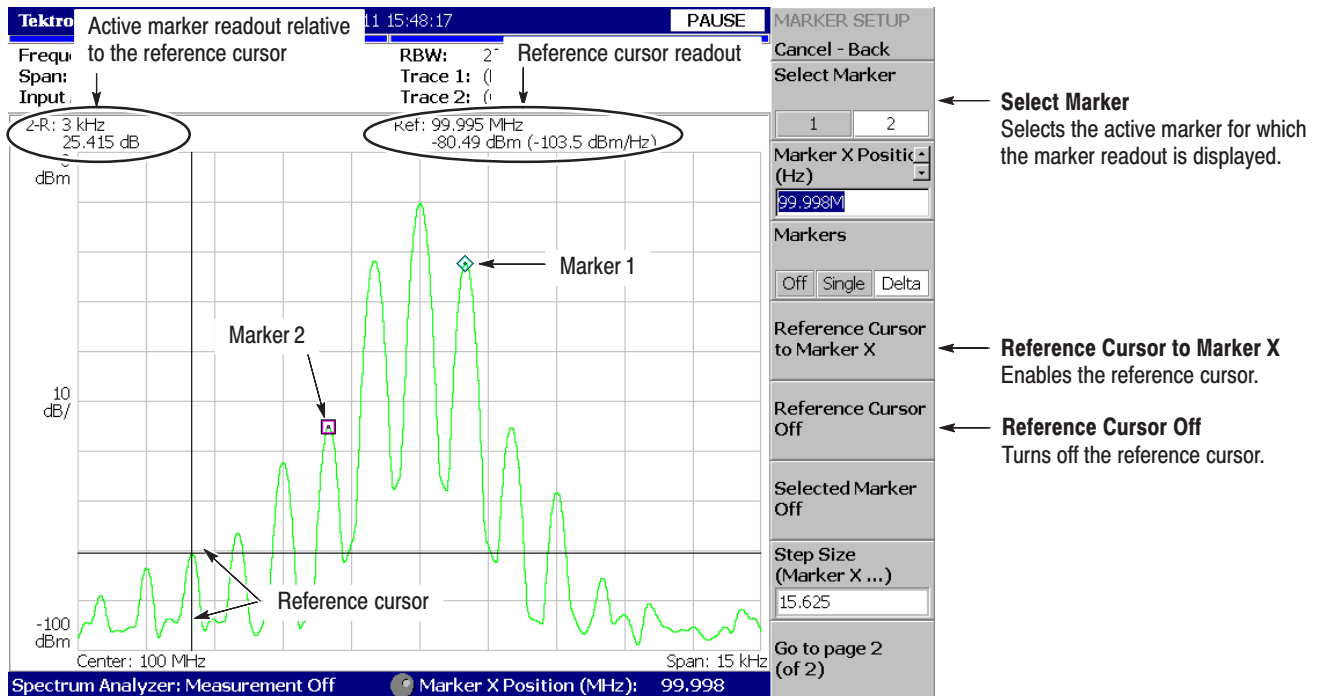 Tektro
11 15:48:17
PAUSE
MARKER SETUP
Active marker readout relative
to the reference cursor
Cancel - Back
Frequ
RBW: 2
Reference cursor readout
Span:
Trace 1: (
Select Marker
Input
Trace 2: (
1 2
2-R: 3 kHz
25.415 dB
Ref: 99.995 MHz
-80.49 dBm (-103.5 dBm/Hz)
Select Marker
Selects the active marker for which
the marker readout is displayed.
dBm
Marker X Positio
(Hz)
99.998M
Markers
Off Single Delta
Marker 1
Marker 2
Reference Cursor
to Marker X
Reference Cursor to Marker X
Enables the reference cursor.
10
dB/
Reference Cursor
Off
Reference Cursor Off
Turns off the reference cursor.
Selected Marker
Off
Step Size
(Marker X ...)
15.625
Reference cursor
-100
dBm
Go to page 2
(of 2)
Center: 100 MHz
Span: 15 kHz
Spectrum Analyzer: Measurement Off
Marker X Position (MHz): 99.998